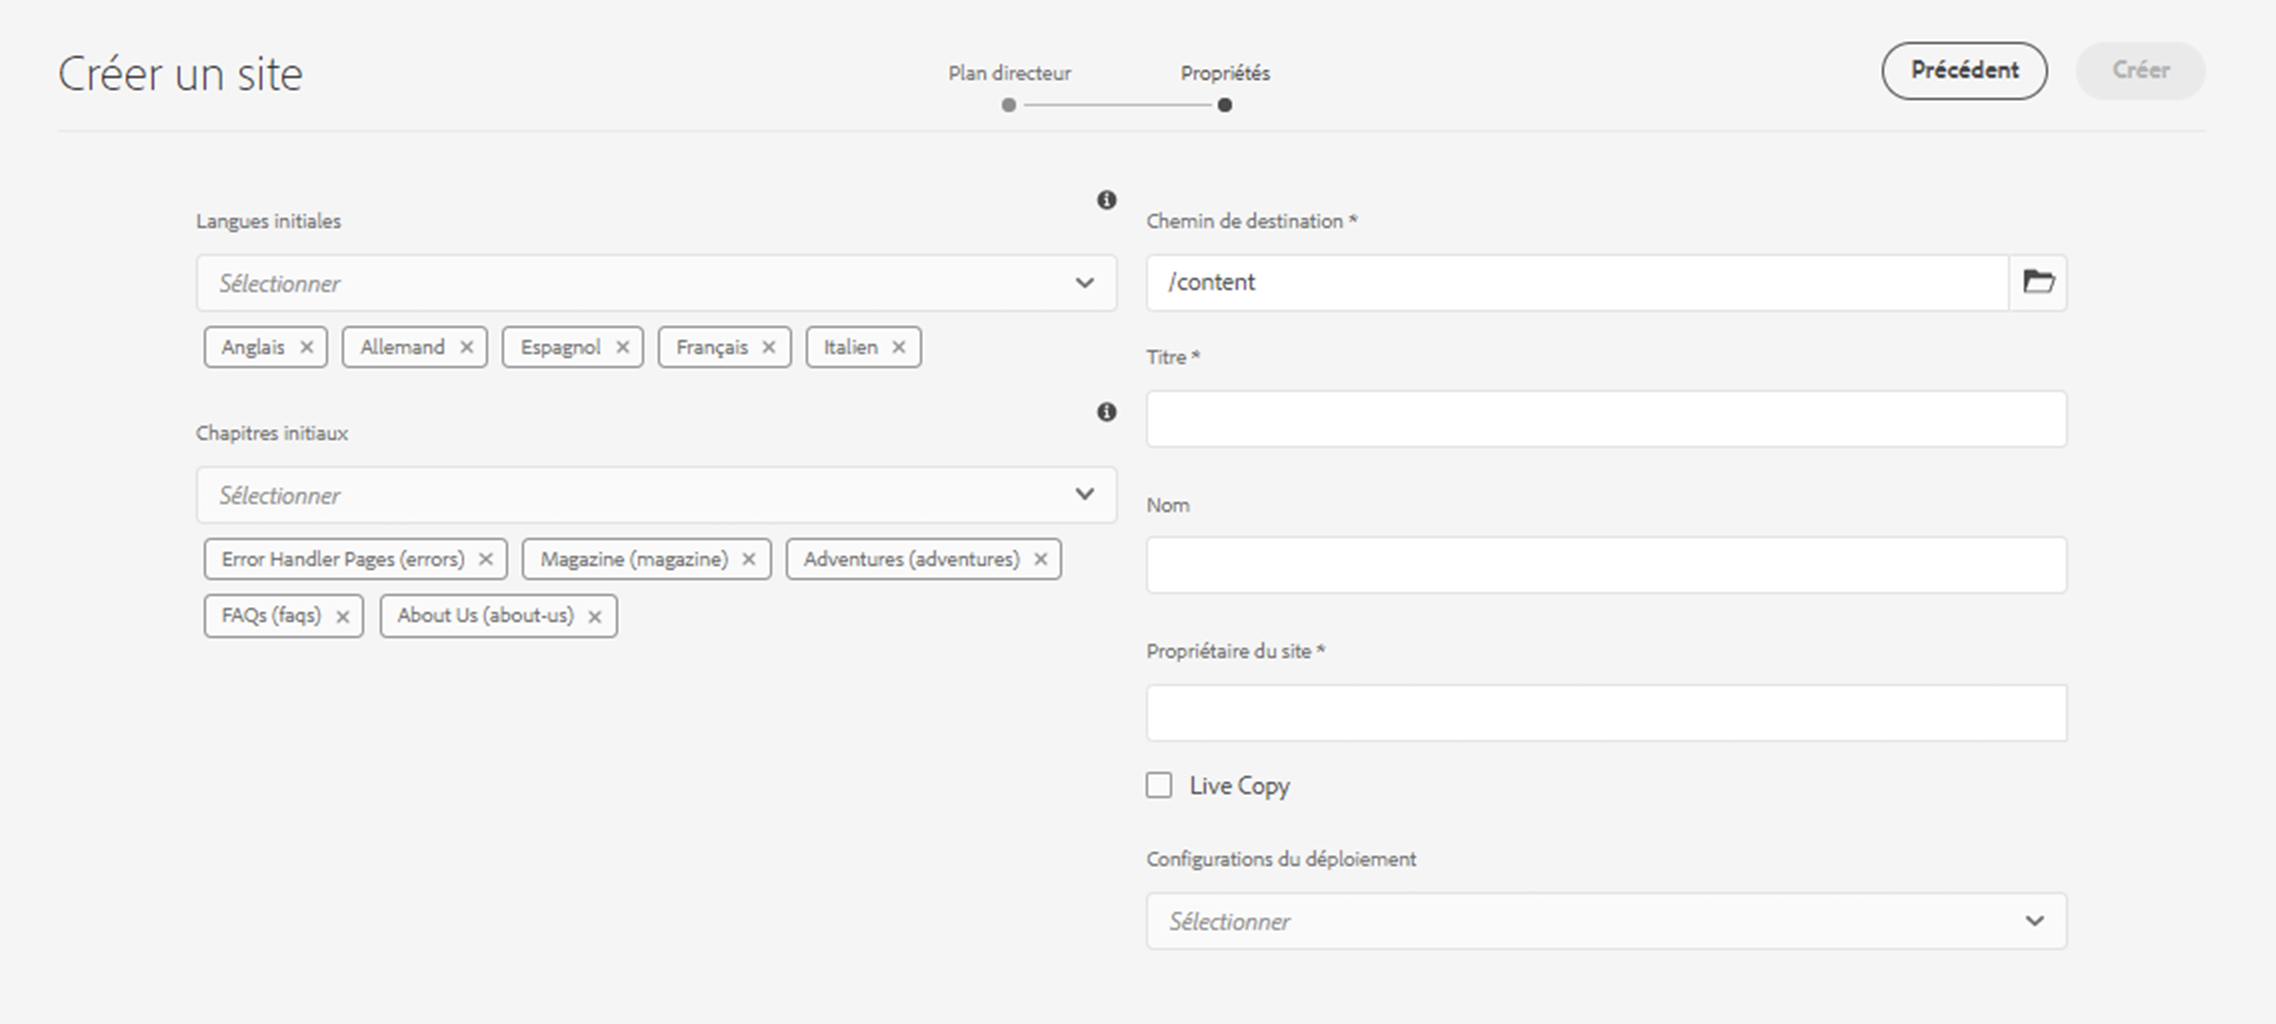 Créer un site
Plan directeur
Propriétés
Précédent
Créer
Langues initiales
Sélectionner
Anglais
Allemand
Espagnol
Français
Italien
Chapitres initiaux
Sélectionner
Error Handler Pages (errors)
Magazine (magazine)
Adventures (adventures)
FAQs (faqs)
About Us (about-us)
Chemin de destination *
/content
Titre *
Nom
Propriétaire du site *
Live Copy
Configurations du déploiement
Sélectionner